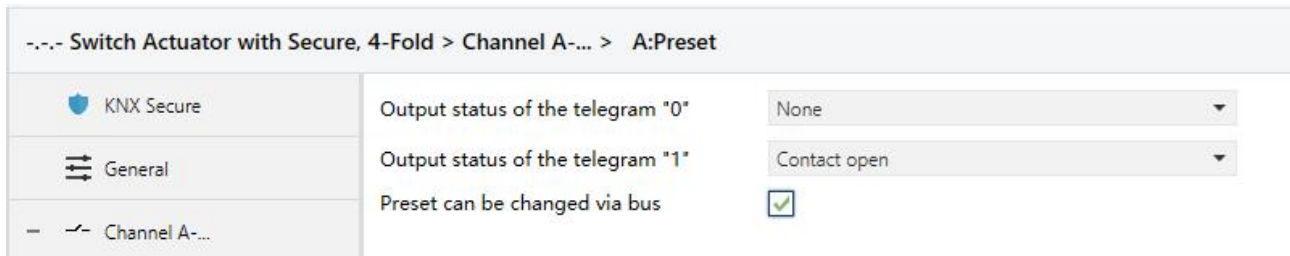 -.-.- Switch Actuator with Secure, 4-Fold > Channel A-... > A:Preset
KNX Secure
Output status of the telegram "0" None
General
Output status of the telegram "1" Contact open
Preset can be changed via bus
Channel A-...